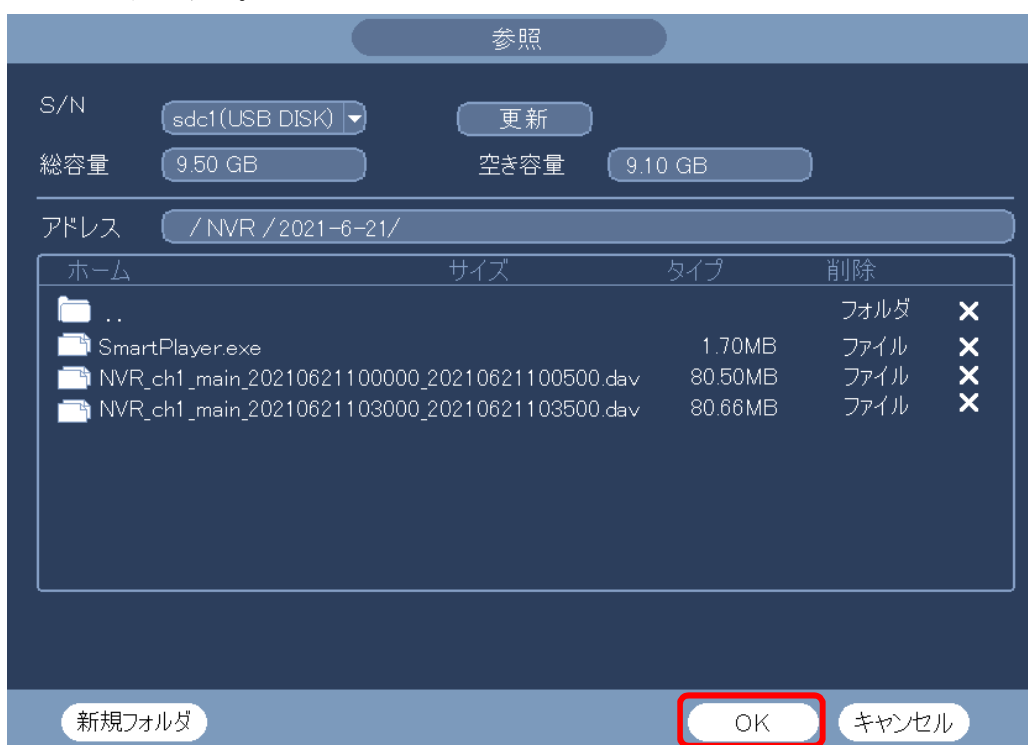 参照
S/N sdc1(USB DISK) 更新
総容量 9.50 GB 空き容量 9.10 GB
アドレス /NVR /2021-6-21/
ホーム サイズ タイプ 削除
.. フォルダ
SmartPlayer.exe 1.70MB ファイル
NVR_ch1_main_20210621100000_20210621100500.dav 80.50MB ファイル
NVR_ch1_main_20210621103000_20210621103500.dav 80.66MB ファイル
新規フォルダ OK キャンセル